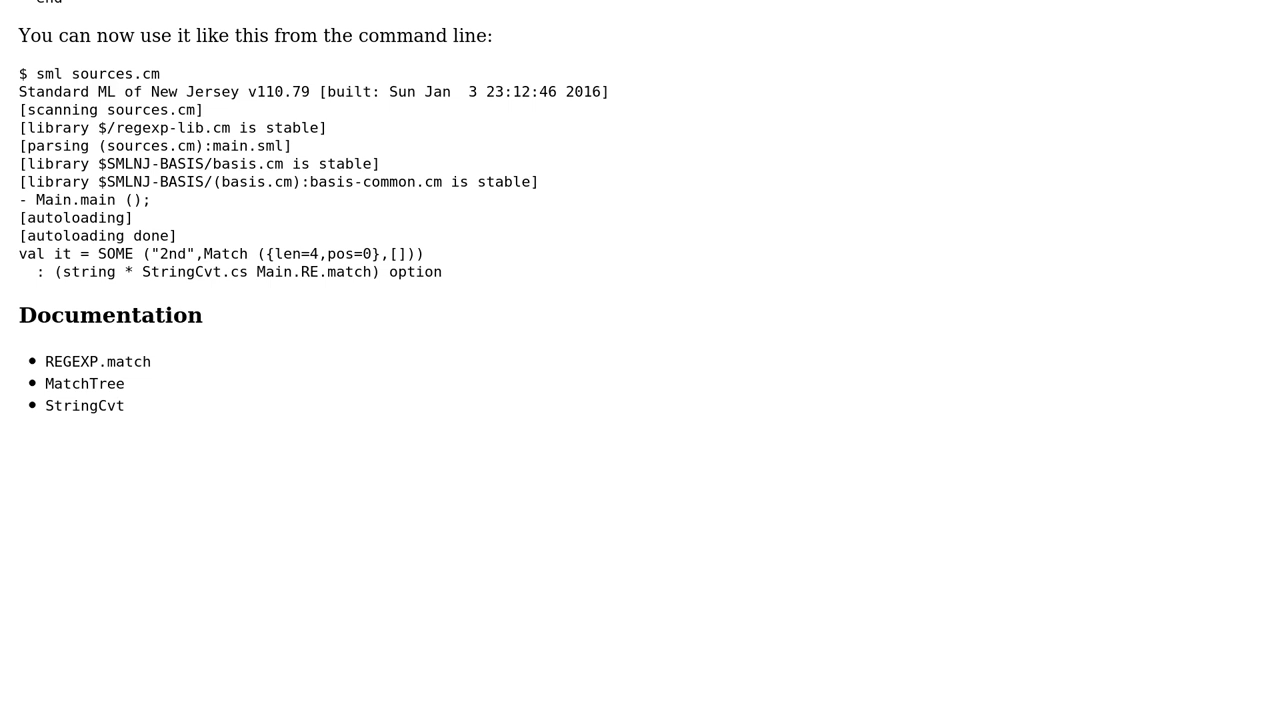 end
You can now use it like this from the command line:
$ sml sources.cm
Standard ML of New Jersey v110.79 [built: Sun Jan  3 23:12:46 2016]
[scanning sources.cm]
[library $/regexp-lib.cm is stable]
[parsing (sources.cm):main.sml]
[library $SMLNJ-BASIS/basis.cm is stable]
[library $SMLNJ-BASIS/(basis.cm):basis-common.cm is stable]
- Main.main ();
[autoloading]
[autoloading done]
val it = SOME ("2nd",Match ({len=4,pos=0},[]))
  : (string * StringCvt.cs Main.RE.match) option
Documentation
REGEXP.match
MatchTree
StringCvt